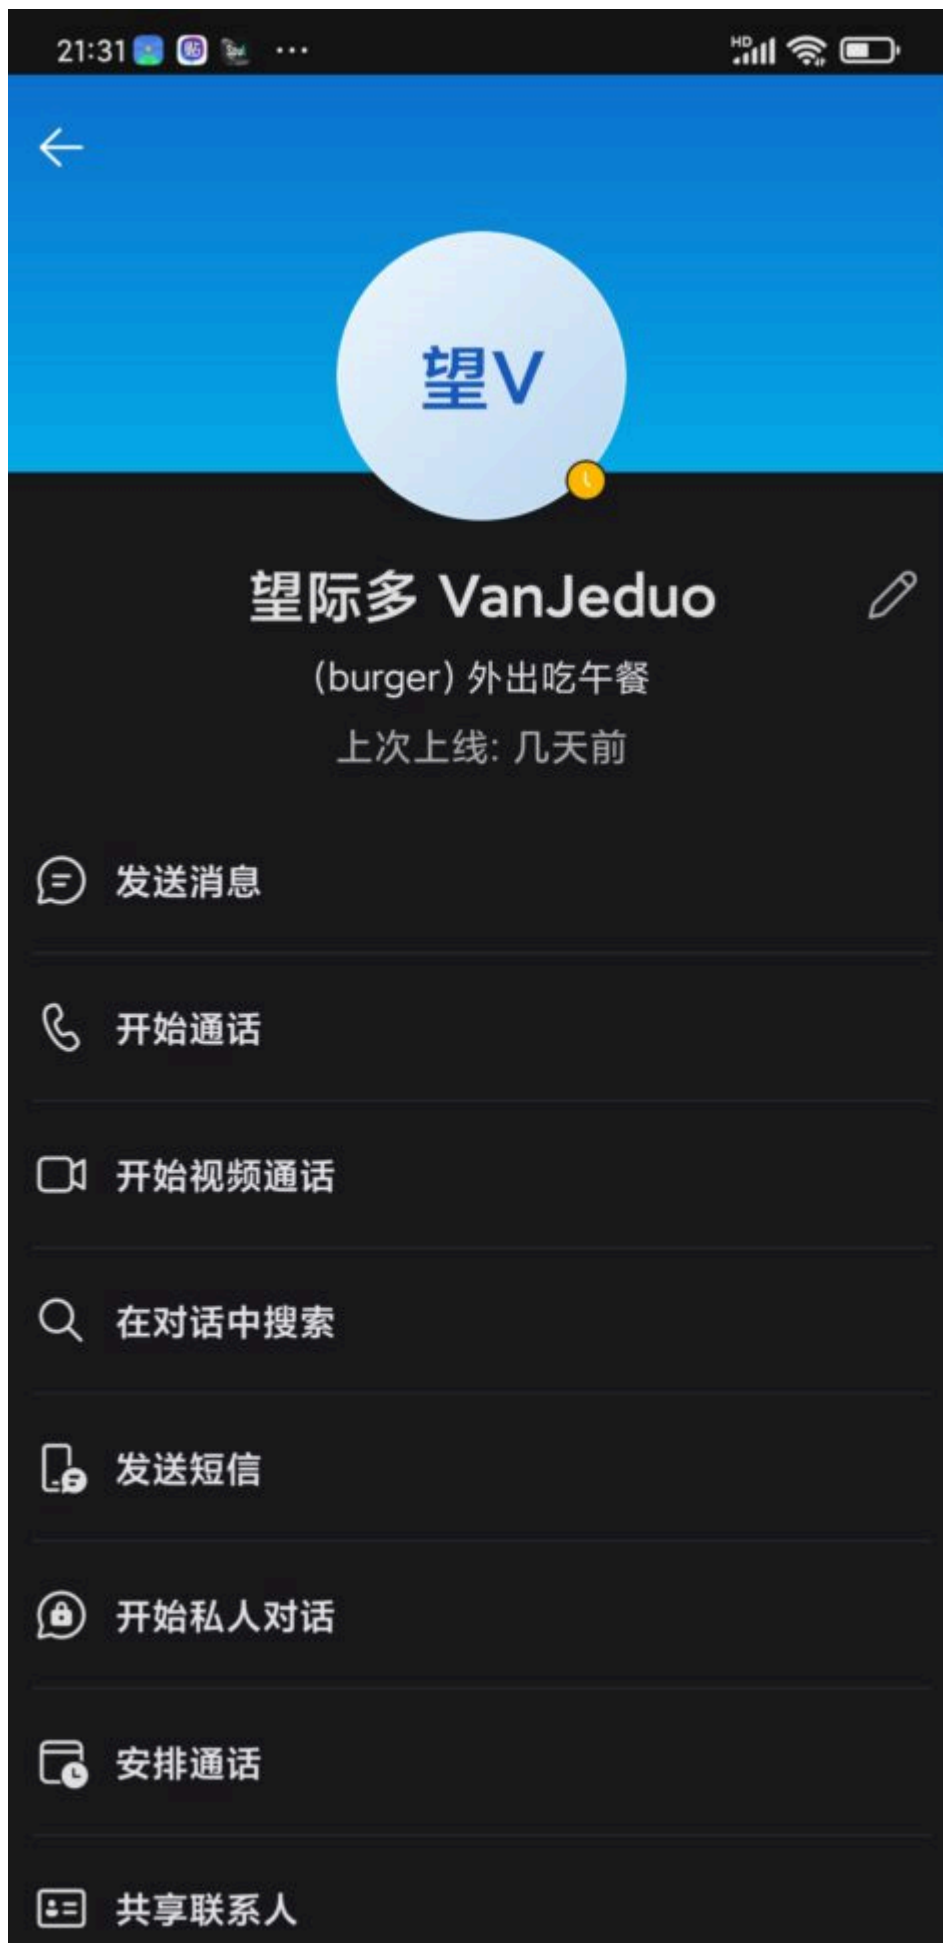 21:31
HD
望V
望际多 VanJeduo
(burger) 外出吃午餐
上次上线: 几天前
发送消息
开始通话
开始视频通话
在对话中搜索
发送短信
开始私人对话
安排通话
共享联系人